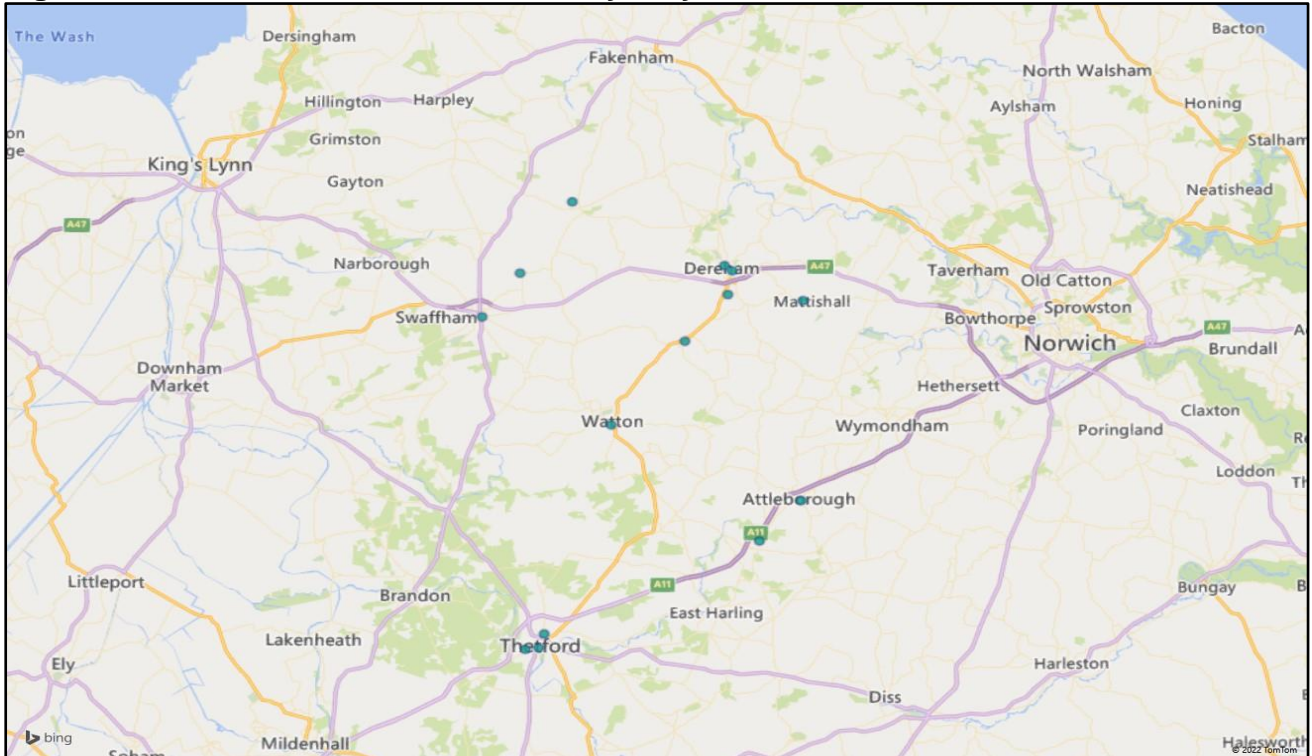 The Wash
Dersingham
Bacton
Fakenham
North Walsham
Hillington
Harpley
Aylsham
Honing
Grimston
Stalham
King's Lynn
Gayton
Neatishead
A47
Narborough
Dereham
A47
Taverham
Old Catton
Mattishall
Swaffham
Bowthorpe
Sprowston
A47
Norwich
Brundall
Downham
Market
Hethersett
Claxton
Watton
Wymondham
Poringland
Loddon
Attleborough
A11
Littleport
A11
Brandon
Bungay
East Harling
Lakenheath
Thetford
Ely
Harleston
Diss
bing
Mildenhall
Halesworth
© 2022 TomTom